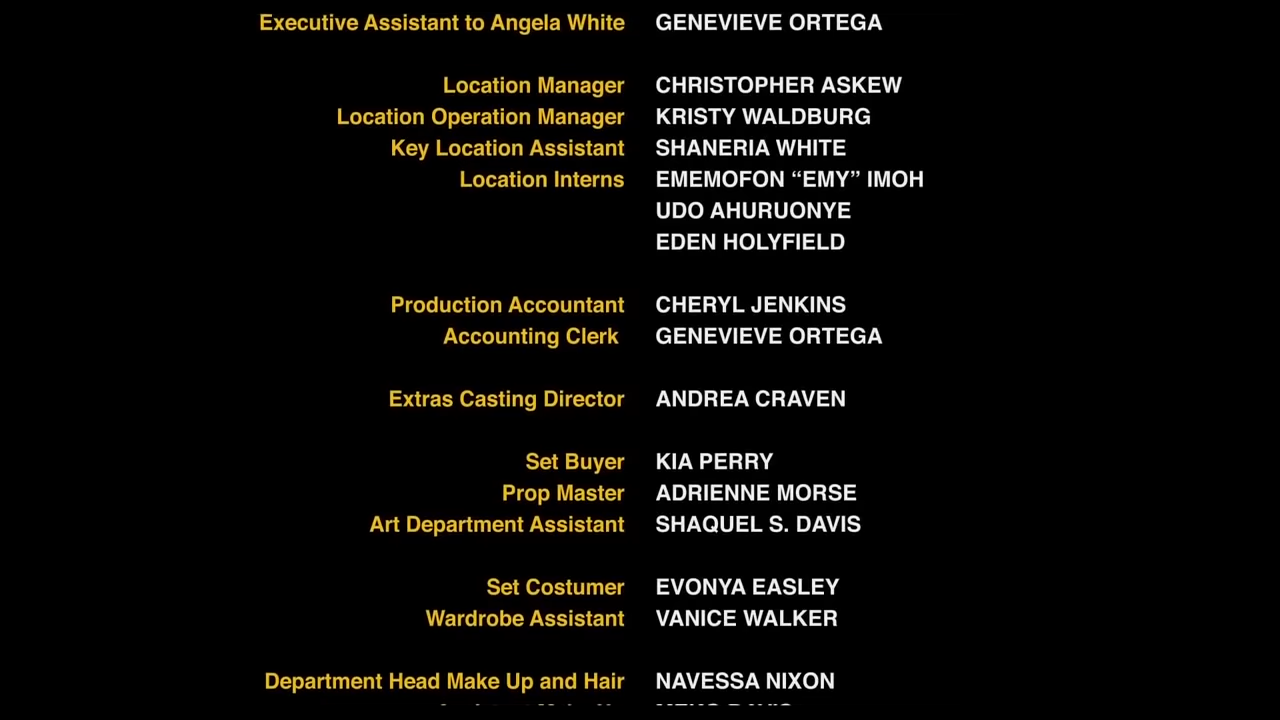 Executive Assistant to Angela White GENEVIEVE ORTEGA
Location Manager CHRISTOPHER ASKEW
Location Operation Manager KRISTY WALDBURG
Key Location Assistant SHANERIA WHITE
Location Interns EMEMOFON “EMY” IMOH
UDO AHURUONYE
EDEN HOLYFIELD
Production Accountant CHERYL JENKINS
Accounting Clerk GENEVIEVE ORTEGA
Extras Casting Director ANDREA CRAVEN
Set Buyer KIA PERRY
Prop Master ADRIENNE MORSE
Art Department Assistant SHAQUEL S. DAVIS
Set Costumer EVONYA EASLEY
Wardrobe Assistant VANICE WALKER
Department Head Make Up and Hair NAVESSA NIXON